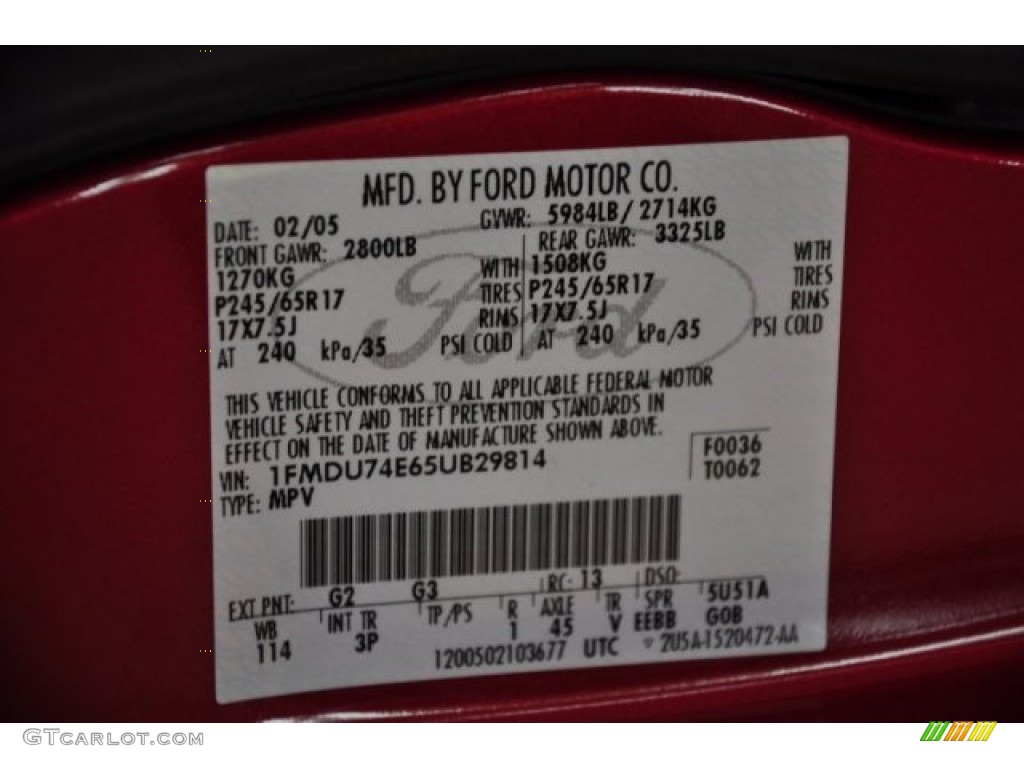 MFD. BY FORD MOTOR CO.
DATE: 02/05 GVWR: 5984LB/ 2714KG
FRONT GAWR: 2800LB REAR GAWR: 3325LB
1270KG WITH 1508KG WITH
P245/65R17 TIRES P245/65R17 TIRES
17X7.5J RIMS 17X7.5J RIMS
AT 240 kPa/35 PSI COLD AT 240 kPa/35 PSI COLD
Ford
THIS VEHICLE CONFORMS TO ALL APPLICABLE FEDERAL MOTOR
VEHICLE SAFETY AND THEFT PREVENTION STANDARDS IN
EFFECT ON THE DATE OF MANUFACTURE SHOWN ABOVE.
VIN: 1FMDU74E65UB29814 F0036
TYPE: MPV T0062
EXT PNT: G2 G3 RC: 13 DSO:
WB INT TR TP/PS R AXLE TR SPR 5U51A
114 3P 1 45 V EEBB GOB
1200502103677 UTC 2U5A-1520472-AA
GTCARLOT.COM